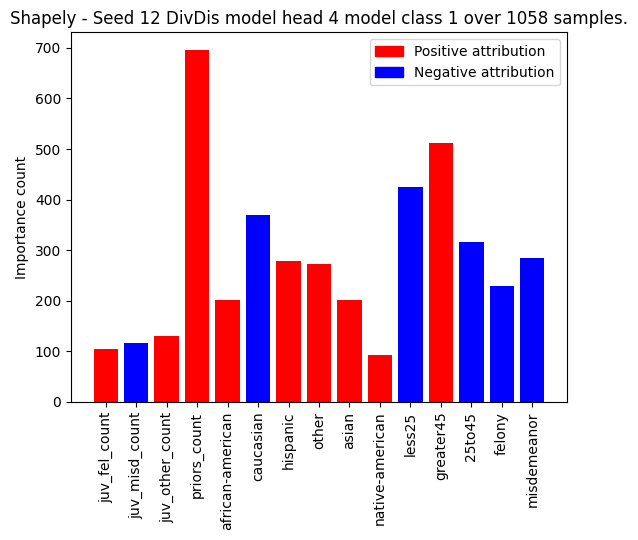 Shapely - Seed 12 DivDis model head 4 model class 1 over 1058 samples.
Positive attribution
Negative attribution
Importance count
700
600
500
400
300
200
100
0
juv_fel_count
juv_misd_count
juv_other_count
priors_count
african-american
caucasian
hispanic
other
asian
native-american
less25
greater45
25to45
felony
misdemeanor